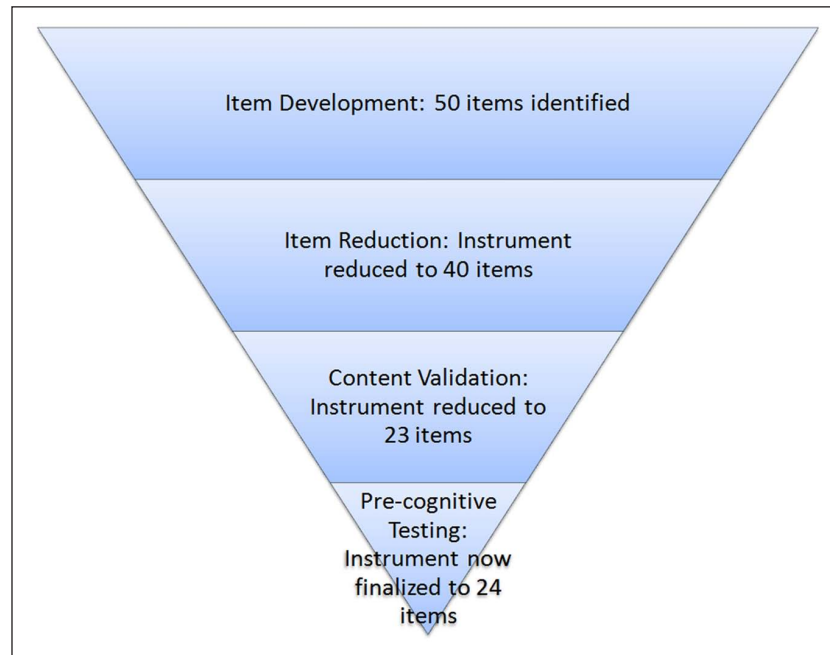 Item Development: 50 items identified
Item Reduction: Instrument
reduced to 40 items
Content Validation:
Instrument reduced to
23 items
Pre-cognitive
Testing:
Instrument now
finalized to 24
items